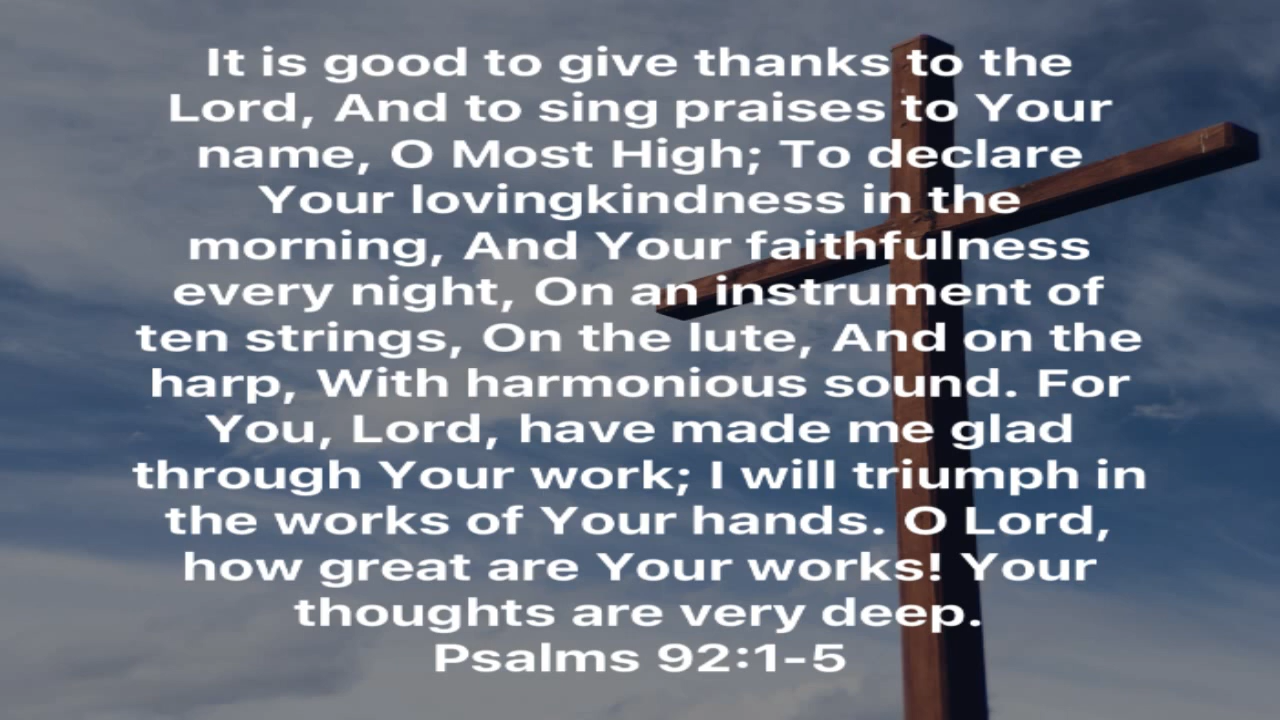 It is good to give thanks to the
Lord, And to sing praises to Your
name, O Most High; To declare
Your lovingkindness in the
morning, And Your faithfulness
every night, On an instrument of
ten strings, On the lute, And on the
harp, With harmonious sound. For
You, Lord, have made me glad
through Your work; I will triumph in
the works of Your hands. O Lord,
how great are Your works! Your
thoughts are very deep.
Psalms 92:1-5